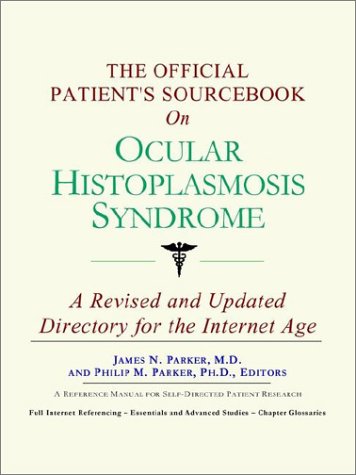 THE OFFICIAL
PATIENT'S SOURCEBOOK
On
OCULAR
HISTOPLASMOSIS
SYNDROME
A Revised and Updated
Directory for the Internet Age
JAMES N. PARKER, M.D.
AND PHILIP M. PARKER, PH.D., EDITORS
A REFERENCE MANUAL FOR SELF-DIRECTED PATIENT RESEARCH
Full Internet Referencing ~ Essentials and Advanced Studies ~ Chapter Glossaries